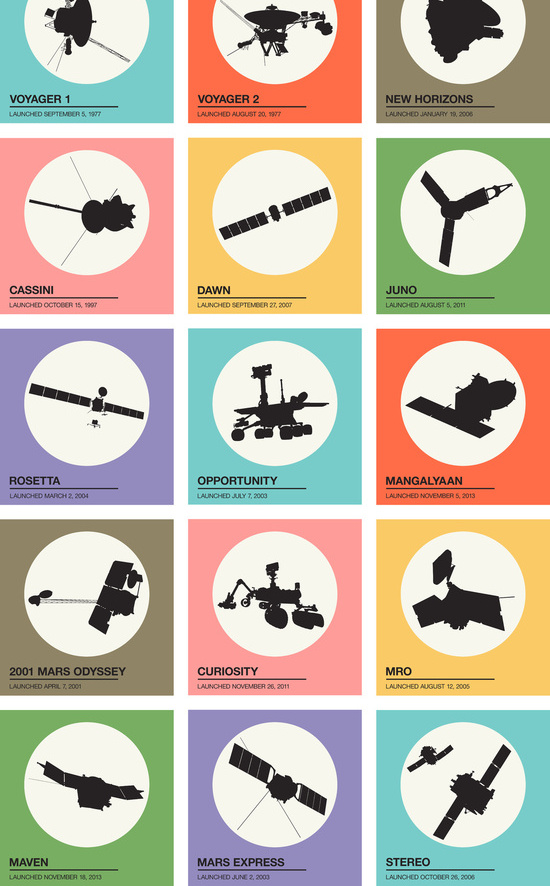 VOYAGER 1
LAUNCHED SEPTEMBER 5, 1977
VOYAGER 2
LAUNCHED AUGUST 20, 1977
NEW HORIZONS
LAUNCHED JANUARY 19, 2006
CASSINI
LAUNCHED OCTOBER 15, 1997
DAWN
LAUNCHED SEPTEMBER 27, 2007
JUNO
LAUNCHED AUGUST 5, 2011
ROSETTA
LAUNCHED MARCH 2, 2004
OPPORTUNITY
LAUNCHED JULY 7, 2003
MANGALYAAN
LAUNCHED NOVEMBER 5, 2013
2001 MARS ODYSSEY
LAUNCHED APRIL 7, 2001
CURIOSITY
LAUNCHED NOVEMBER 26, 2011
MRO
LAUNCHED AUGUST 12, 2005
MAVEN
LAUNCHED NOVEMBER 18, 2013
MARS EXPRESS
LAUNCHED JUNE 2, 2003
STEREO
LAUNCHED OCTOBER 26, 2006